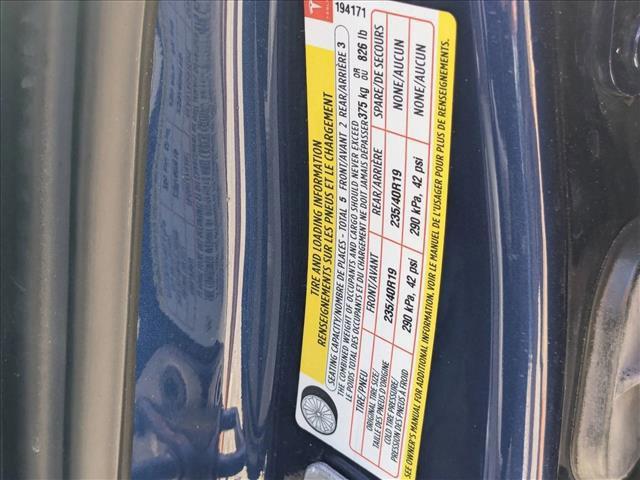 194171
TIRE AND LOADING INFORMATION
RENSEIGNEMENTS SUR LES PNEUS ET LE CHARGEMENT
SEATING CAPACITY/NOMBRE DE PLACES - TOTAL 5 FRONT/AVANT 2 REAR/ARRIÈRE 3
THE COMBINED WEIGHT OF OCCUPANTS AND CARGO SHOULD NEVER EXCEED
LE POIDS TOTAL DES OCCUPANTS ET DU CHARGEMENT NE DOIT JAMAIS DÉPASSER 375 kg OR OU 826 lb
TIRE/PNEU FRONT/AVANT REAR/ARRIÈRE SPARE/DE SECOURS
ORIGINAL TIRE SIZE/
TAILLE DES PNEUS D'ORIGINE 235/40R19 235/40R19 NONE/AUCUN
COLD TIRE PRESSURE/
PRESSION DES PNEUS À FROID 290 kPa, 42 psi 290 kPa, 42 psi NONE/AUCUN
SEE OWNER'S MANUAL FOR ADDITIONAL INFORMATION. VOIR LE MANUEL DE L'USAGER POUR PLUS DE RENSEIGNEMENTS.